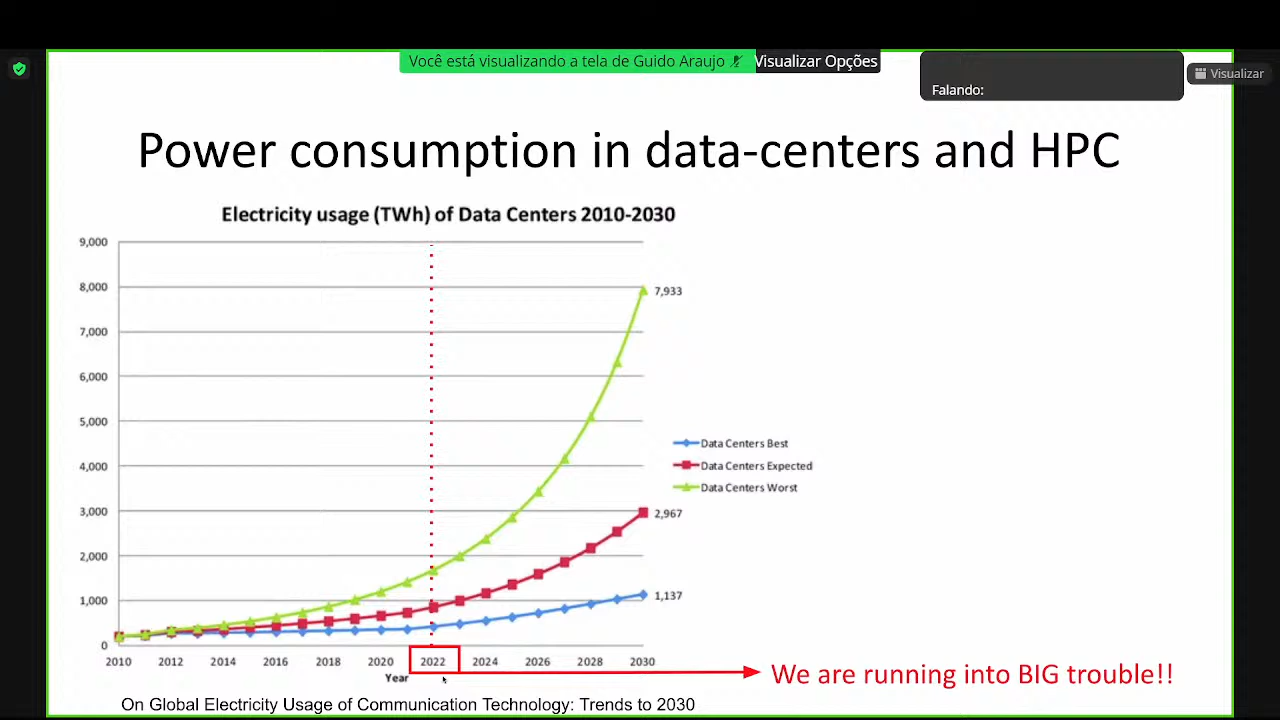 Você está visualizando a tela de Guido Araujo
Visualizar Opções
Falando:
Visualizar
Power consumption in data-centers and HPC
Electricity usage (TWh) of Data Centers 2010-2030
9,000
8,000
7,933
7,000
6,000
5,000
Data Centers Best
4,000
Data Centers Expected
Data Centers Worst
3,000
2,967
2,000
1,000
1,137
0
2010 2012 2014 2016 2018 2020 2022 2024 2026 2028 2030
Year
We are running into BIG trouble!!
On Global Electricity Usage of Communication Technology: Trends to 2030